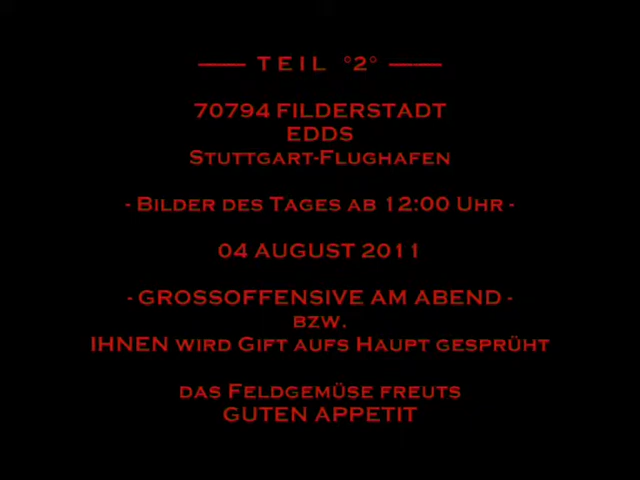 —— TEIL °2° ——
70794 FILDERSTADT
EDDS
STUTTGART-FLUGHAFEN
- BILDER DES TAGES AB 12:00 UHR -
04 AUGUST 2011
- GROSSOFFENSIVE AM ABEND -
BZW.
IHNEN WIRD GIFT AUFS HAUPT GESPRÜHT
DAS FELDGEMÜSE FREUTS
GUTEN APPETIT